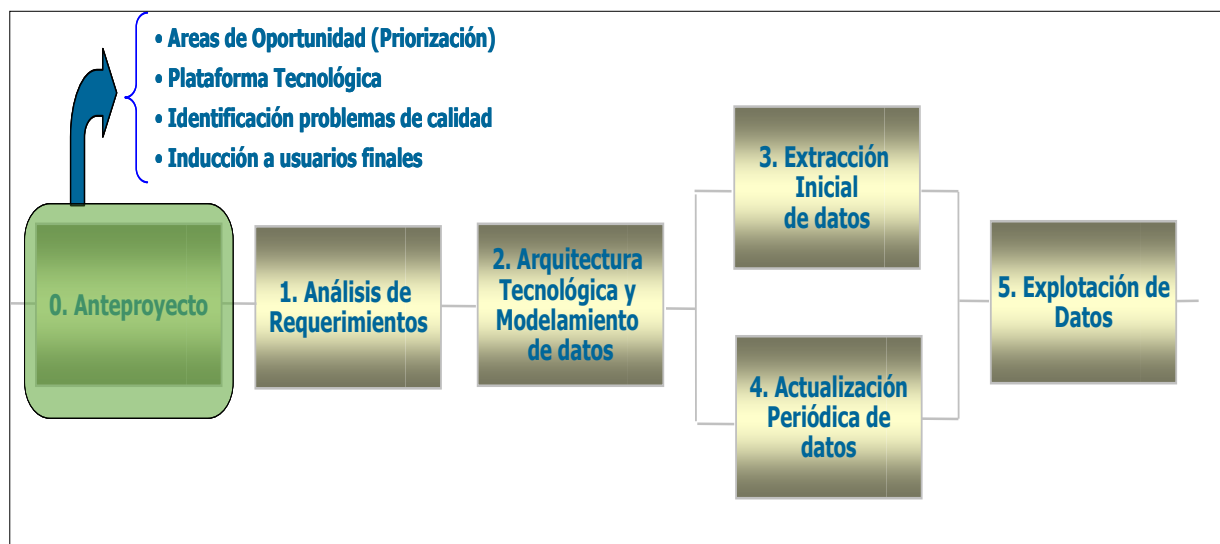 • Areas de Oportunidad (Priorización)
• Plataforma Tecnológica
• Identificación problemas de calidad
• Inducción a usuarios finales
0. Anteproyecto
1. Análisis de
Requerimientos
2. Arquitectura
Tecnológica y
Modelamiento
de datos
3. Extracción
Inicial
de datos
4. Actualización
Periódica de
datos
5. Explotación de
Datos